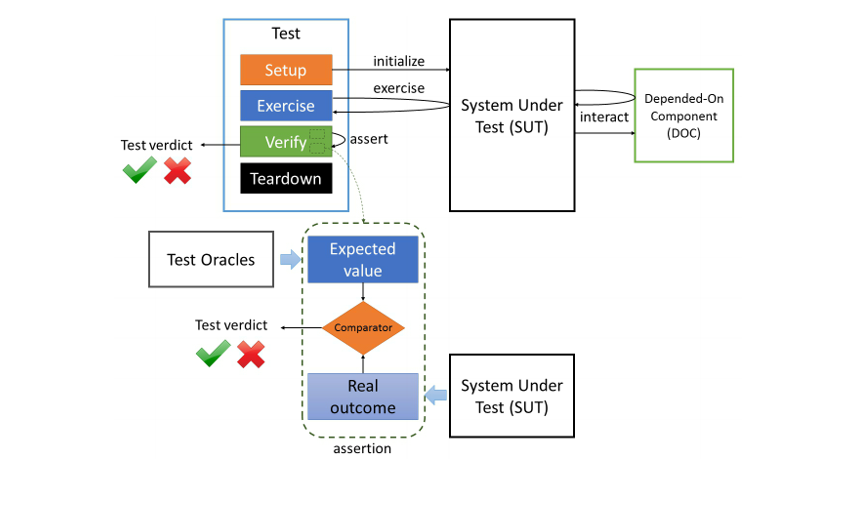 Test
Setup
initialize
exercise
Exercise
System Under
Test (SUT)
Depended-On
Component
(DOC)
interact
Test verdict
Verify
assert
Teardown
Test Oracles
Expected
value
Test verdict
Comparator
Real
outcome
System Under
Test (SUT)
assertion